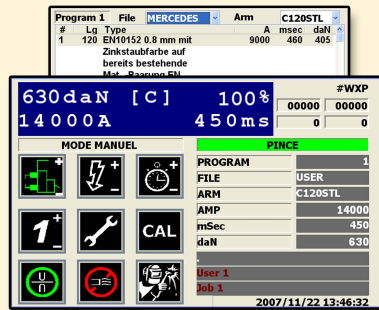 Program 1 File MERCEDES Arm C120STL
# Lg Type A msec daN
1 120 EN10152 0.8 mm mit 9000 460 405
Zinkstaubfarbe auf
bereits bestehende
Mat.-Paarung EN
630daN [C] 100%
14000A 450ms
#WXP
00000 00000
0 0
MODE MANUEL
PINCE
PROGRAM 1
FILE USER
ARM C120STL
AMP 14000
mSec 450
daN 630
.
User 1
Job 1
1
CAL
U
n
2007/11/22 13:46:32